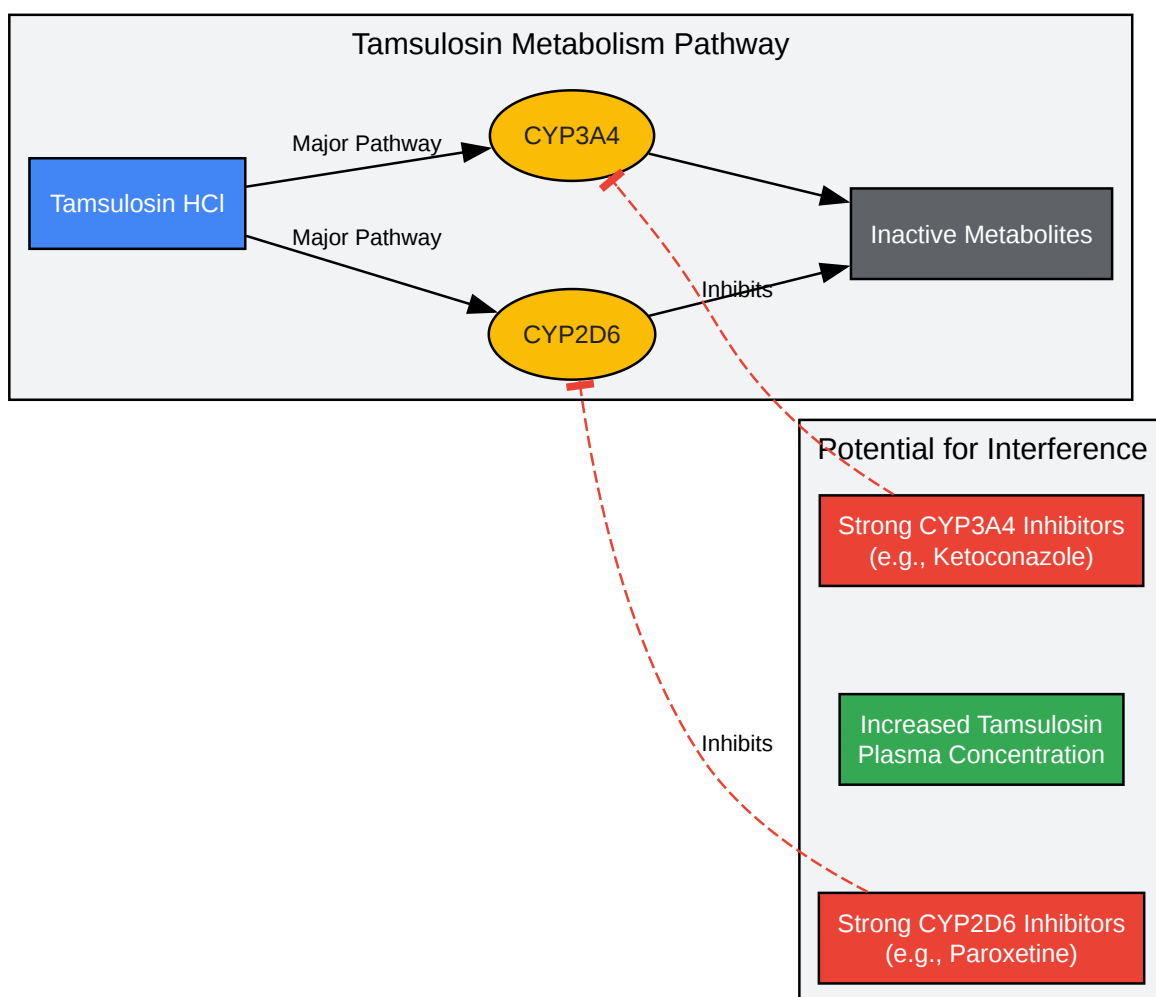 Tamsulosin Metabolism Pathway
Major Pathway
CYP3A4
Tamsulosin HCl
Major Pathway
Inactive Metabolites
Inhibits
CYP2D6
Potential for Interference
Strong CYP3A4 Inhibitors
(e.g., Ketoconazole)
Increased Tamsulosin
Plasma Concentration
Inhibits
Strong CYP2D6 Inhibitors
(e.g., Paroxetine)